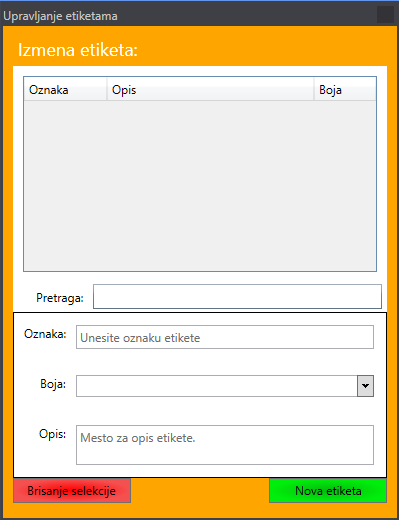 Upravljanje etiketama
Izmena etiketa:
Oznaka Opis Boja
Pretraga:
Oznaka: Unesite oznaku etikete
Boja:
Opis: Mesto za opis etikete.
Brisanje selekcije Nova etiketa